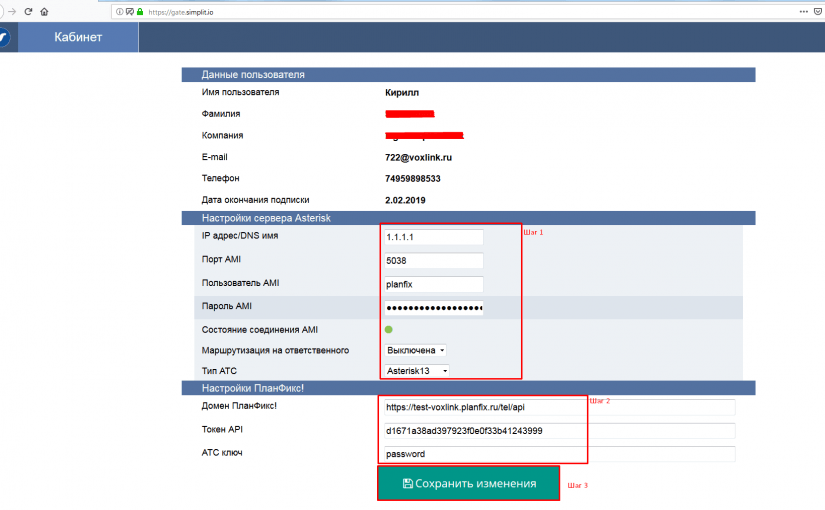 https://gate.simplit.io
Кабинет
Данные пользователя
Имя пользователя Кирилл
Фамилия
Компания
E-mail 722@voxlink.ru
Телефон 74959898533
Дата окончания подписки 2.02.2019
Настройки сервера Asterisk
IP адрес/DNS имя 1.1.1.1 Шаг 1
Порт AMI 5038
Пользователь AMI planfix
Пароль AMI ●●●●●●●●●●●●●●●●●●
Состояние соединения AMI
Маршрутизация на ответственного Выключена
Тип АТС Asterisk13
Настройки ПланФикс!
Домен ПланФикс! https://test-voxlink.planfix.ru/tel/api Шаг 2
Токен API d1671a38ad397923f0e0f33b41243999
АТС ключ password
Сохранить изменения Шаг 3